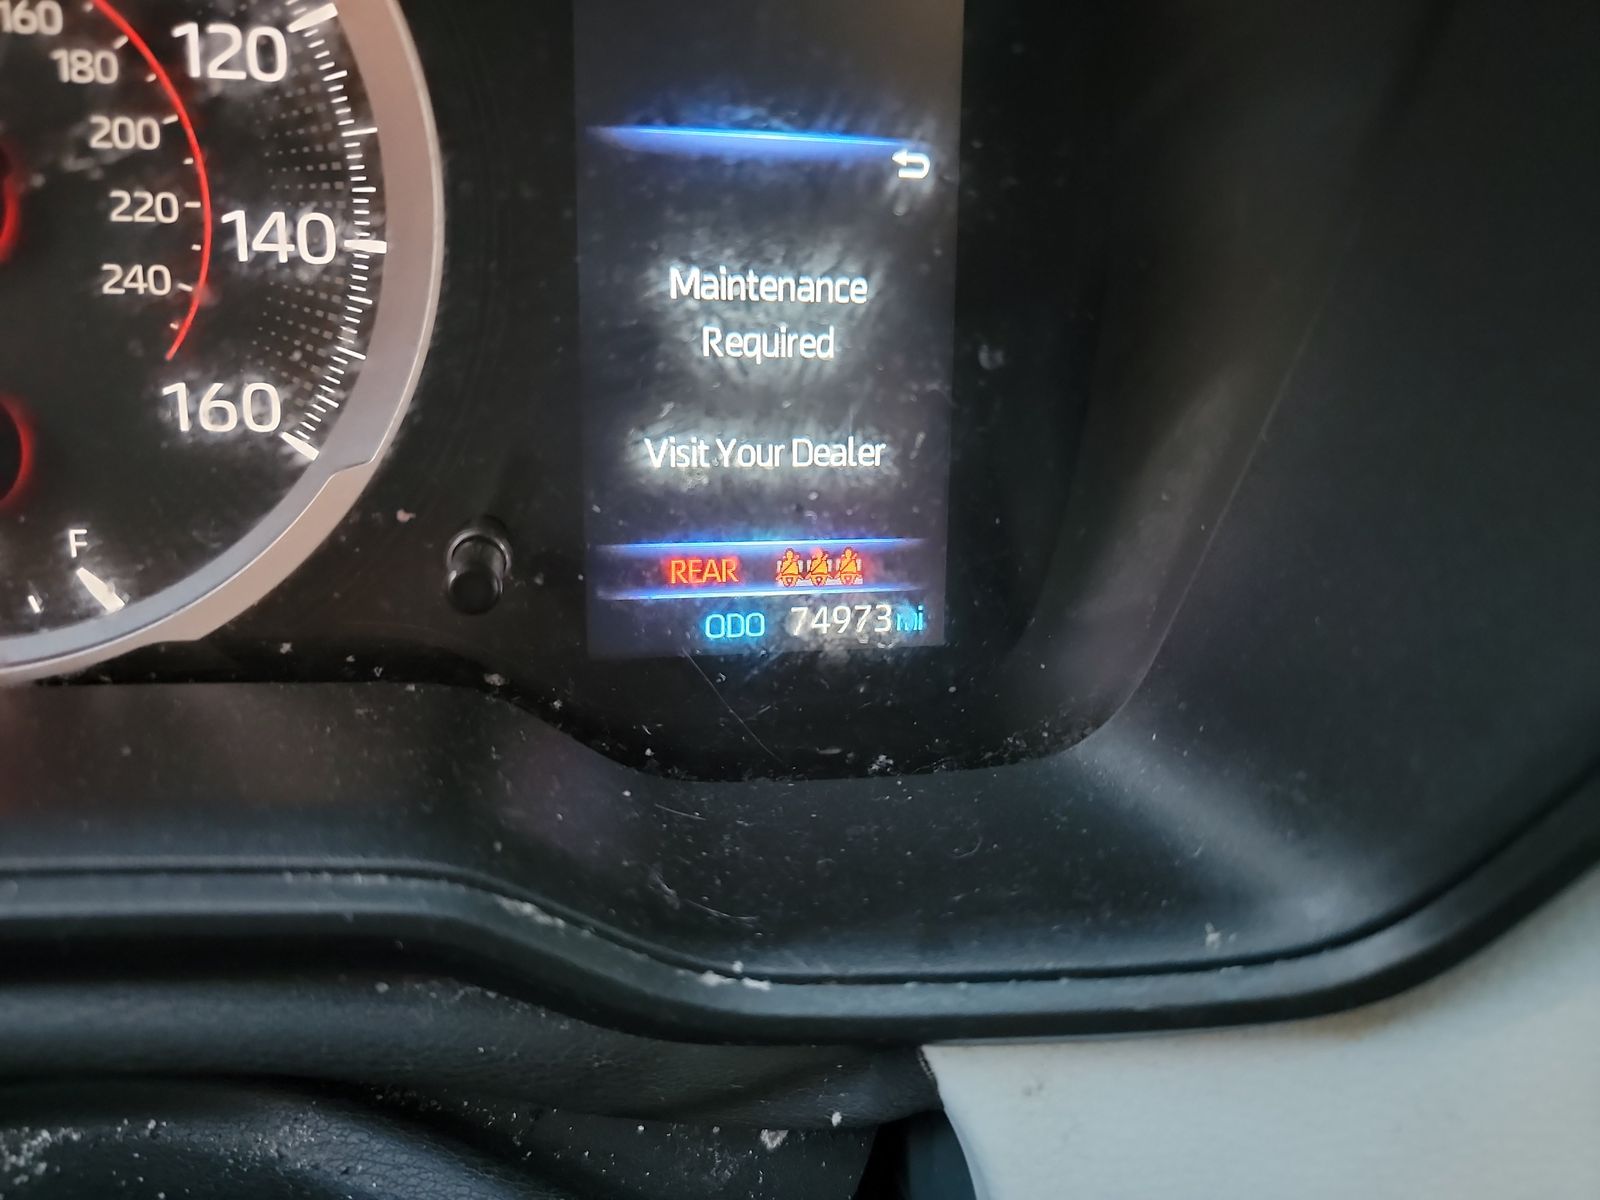 160
180
120
200
220
140
240
160
F
Maintenance
Required
Visit Your Dealer
REAR
ODO 74973 mi